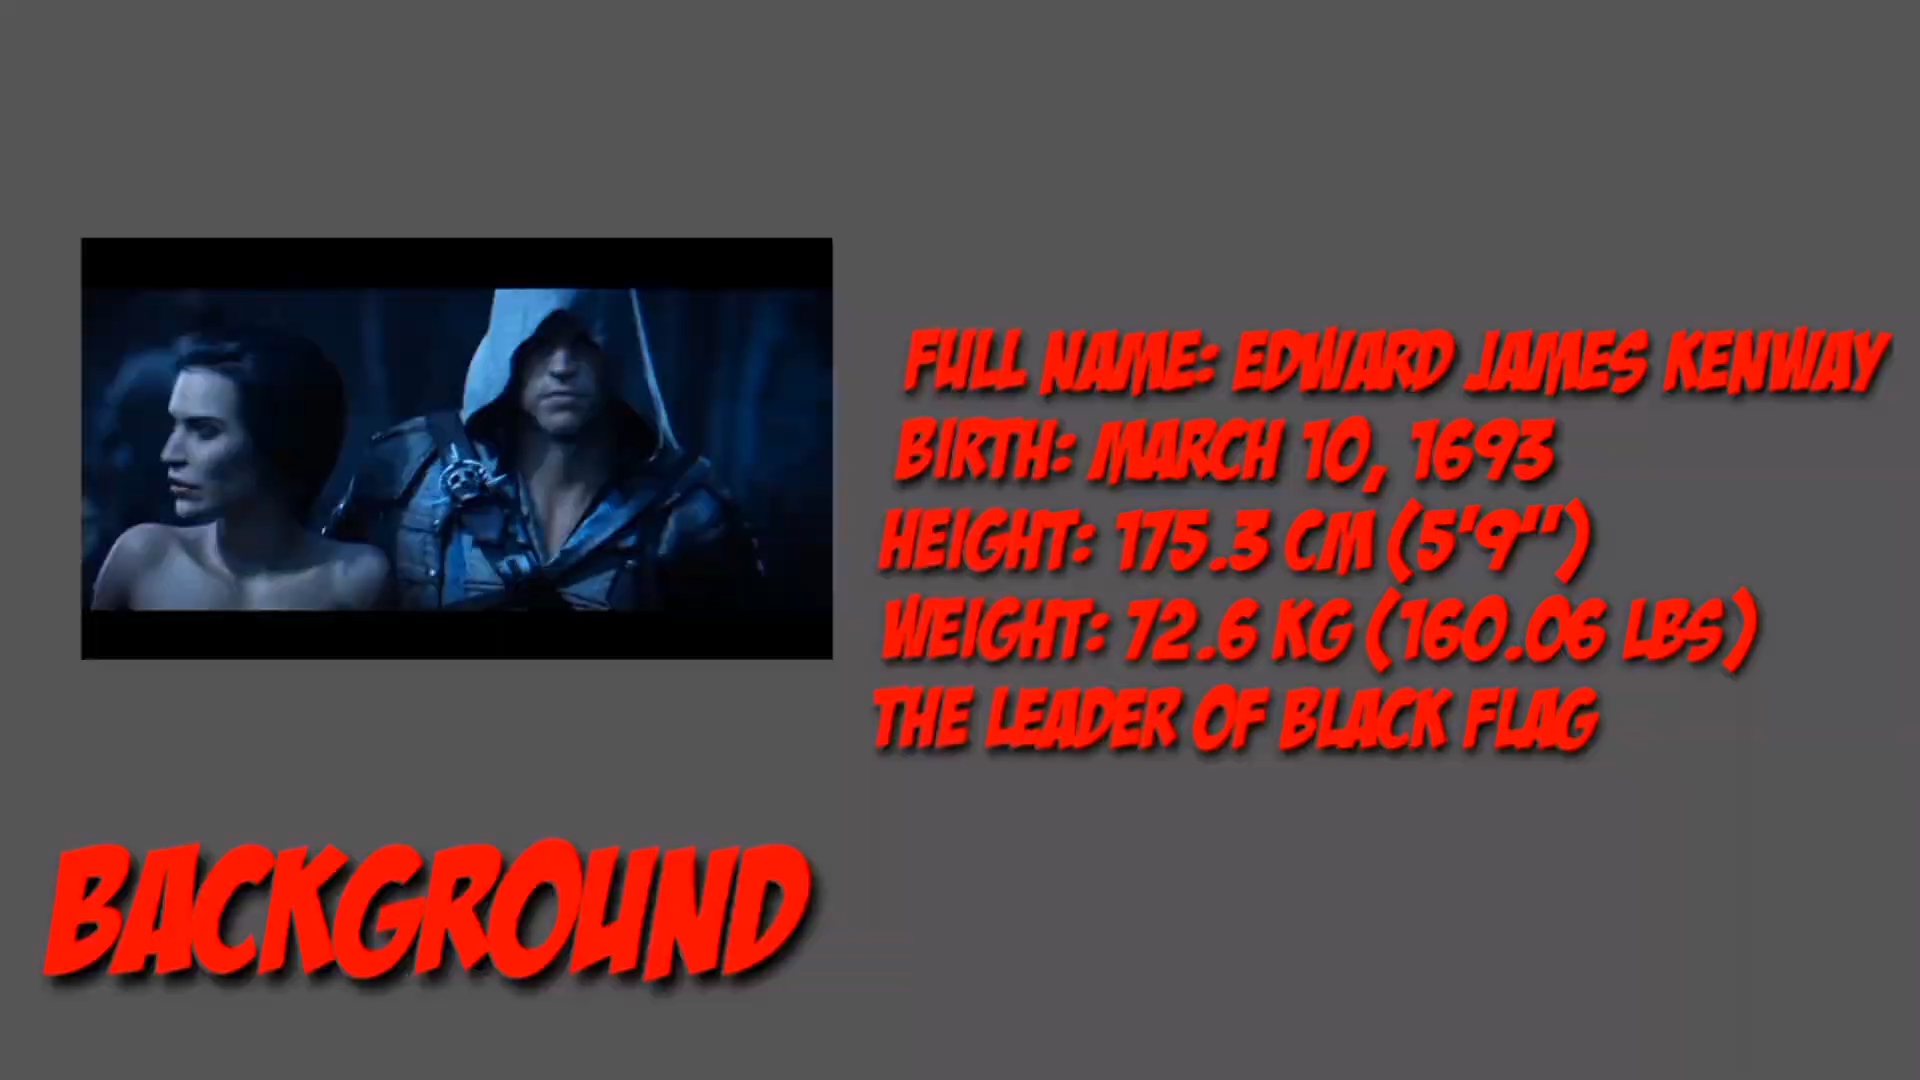 FULL NAME: EDWARD JAMES KENWAY
BIRTH: MARCH 10, 1693
HEIGHT: 175.3 CM (5'9")
WEIGHT: 72.6 KG (160.06 LBS)
THE LEADER OF BLACK FLAG
BACKGROUND